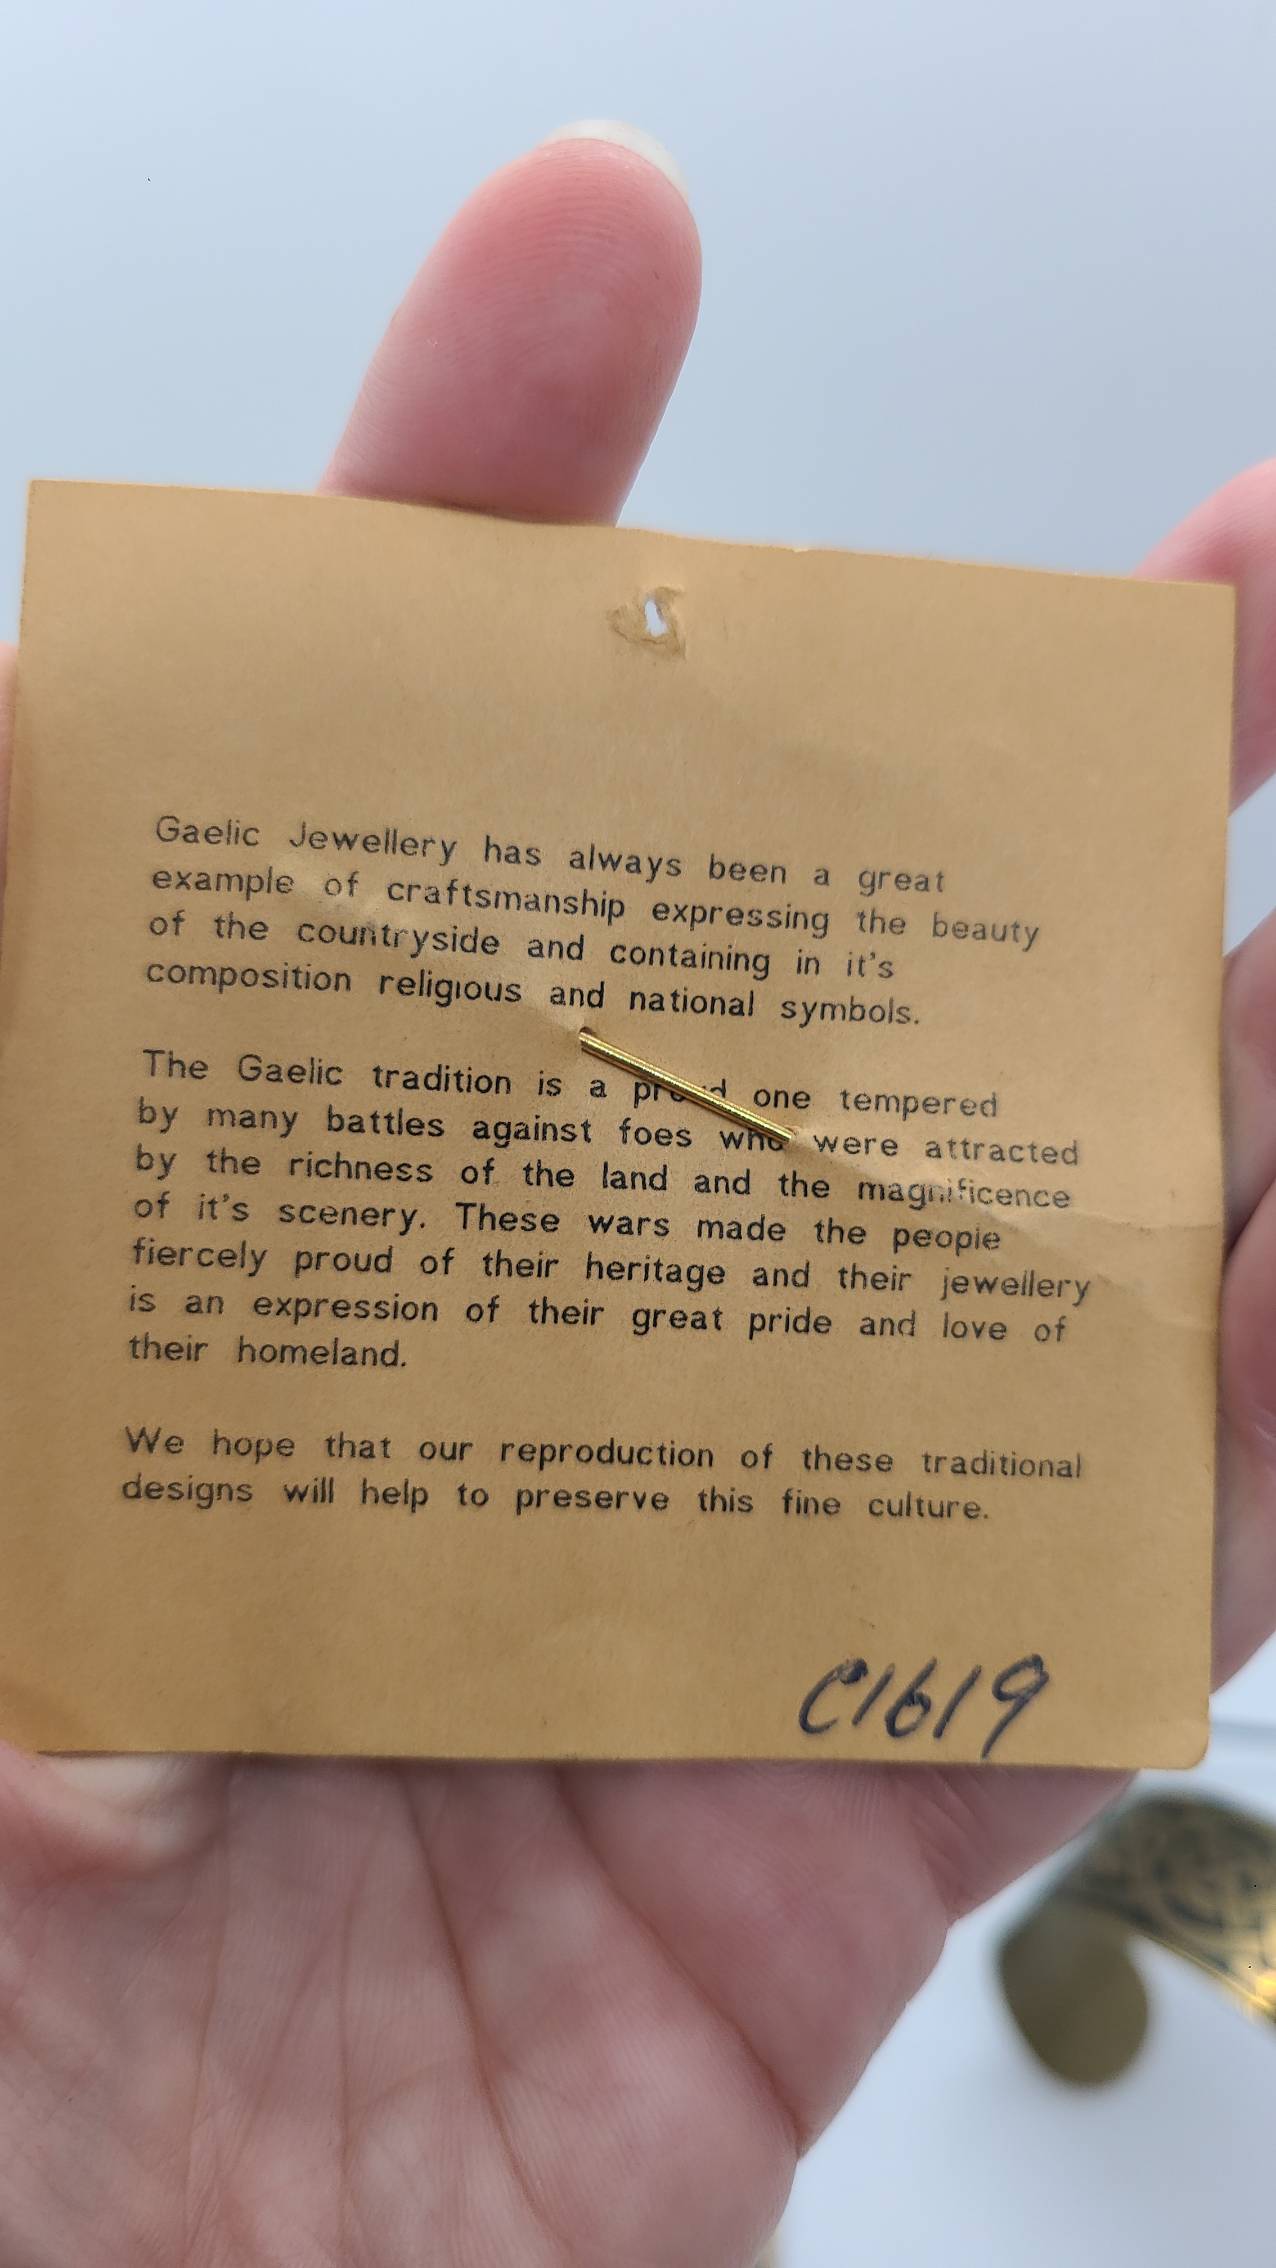 Gaelic Jewellery has always been a great
example of craftsmanship expressing the beauty
of the countryside and containing in it's
composition religious and national symbols.
The Gaelic tradition is a proud one tempered
by many battles against foes who were attracted
by the richness of the land and the magnificence
of it's scenery. These wars made the people
fiercely proud of their heritage and their jewellery
is an expression of their great pride and love of
their homeland.
We hope that our reproduction of these traditional
designs will help to preserve this fine culture.
C1619